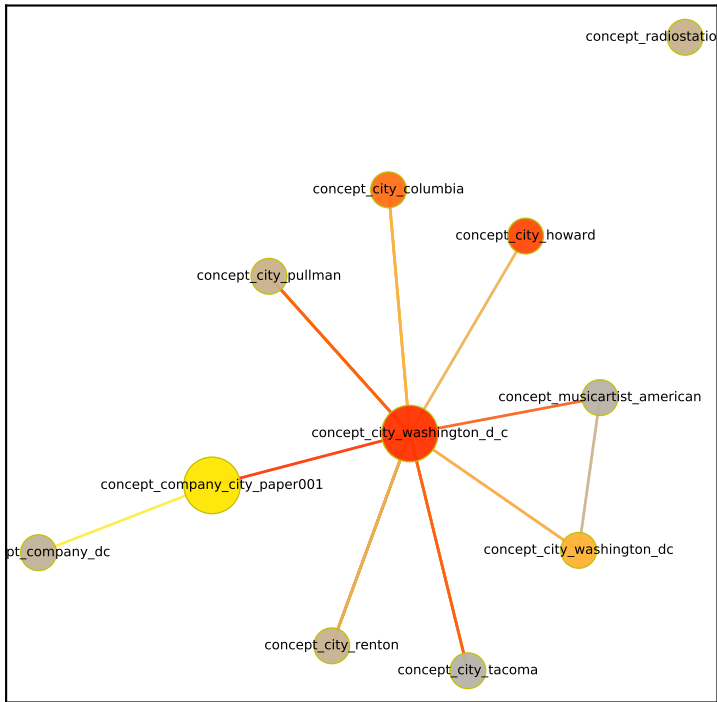 concept_radiostatio
concept_city_columbia
concept_city_howard
concept_city_pullman
concept_musicartist_american
concept_city_washington_d_c
concept_company_city_paper001
pt_company_dc
concept_city_washington_dc
concept_city_renton
concept_city_tacoma